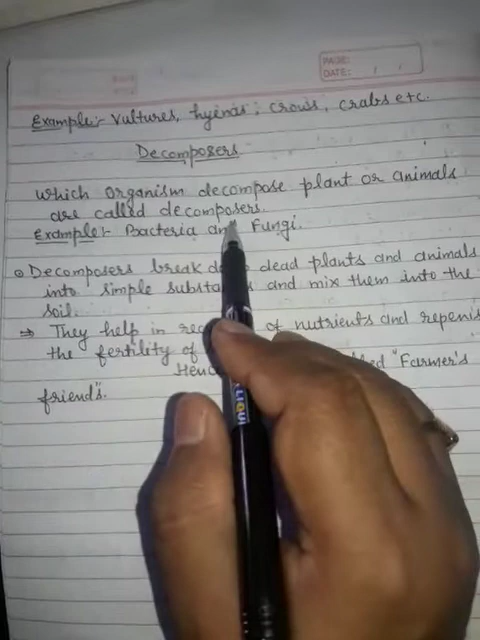 PAGE:
DATE: / /
Example:- Vultures, hyenas, crows, crabs etc.
Decomposers
Which organism decompose plant or animals
are called decomposers.
Example:- Bacteria and Fungi.
Decomposers break dead plants and animals
into simple and mix them into the
soil.
⇒ They help in of nutrients and
the fertility of
"Farmer's
friends".
LIQUI